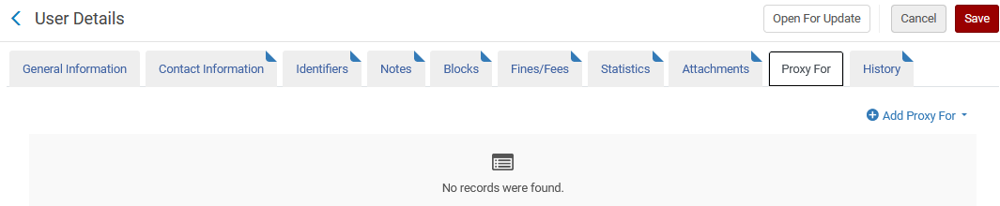 User Details
Open For Update
Cancel
Save
General Information
Contact Information
Identifiers
Notes
Blocks
Fines/Fees
Statistics
Attachments
Proxy For
History
Add Proxy For
No records were found.